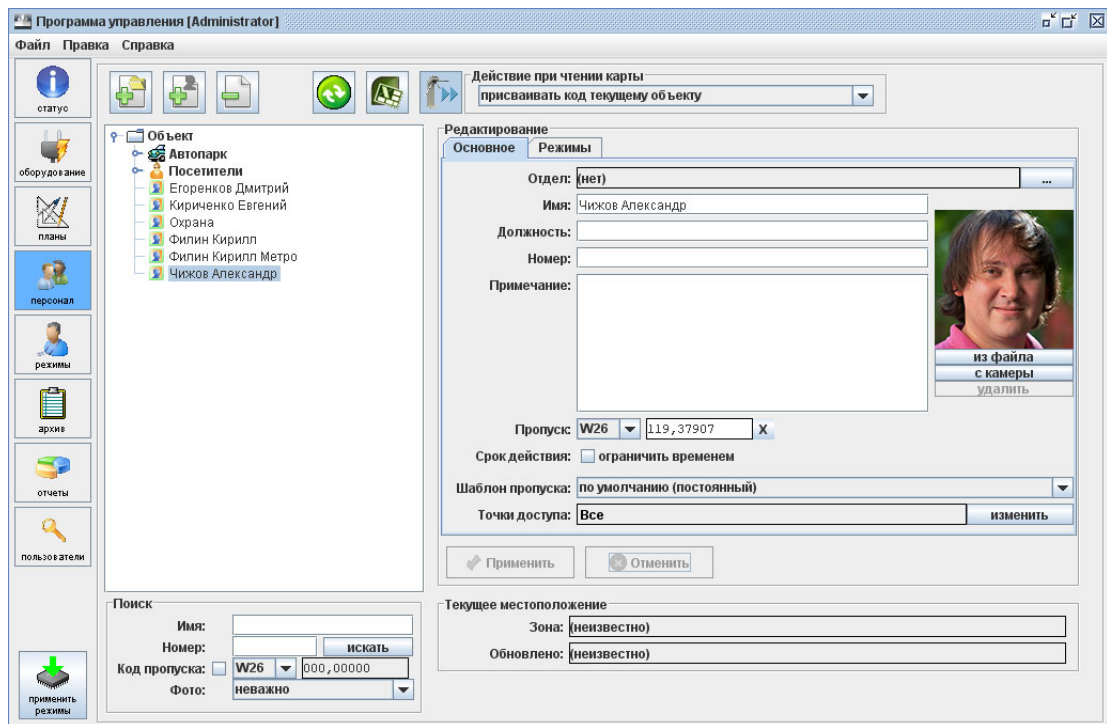 Программа управления [Administrator]
Файл Правка Справка
статус
оборудование
планы
персонал
режимы
архив
отчеты
пользователи
применить
режимы
Действие при чтении карты
присваивать код текущему объекту
Объект
Автопарк
Посетители
Егоренков Дмитрий
Кириченко Евгений
Охрана
Филин Кирилл
Филин Кирилл Метро
Чижов Александр
Поиск
Имя:
Номер: искать
Код пропуска: W26 000,00000
Фото: неважно
Редактирование
Основное Режимы
Отдел: (нет) ...
Имя: Чижов Александр
Должность:
Номер:
Примечание:
из файла
с камеры
удалить
Пропуск: W26 119,37907 X
Срок действия: ограничить временем
Шаблон пропуска: по умолчанию (постоянный)
Точки доступа: Все изменить
Применить Отменить
Текущее местоположение
Зона: (неизвестно)
Обновлено: (неизвестно)